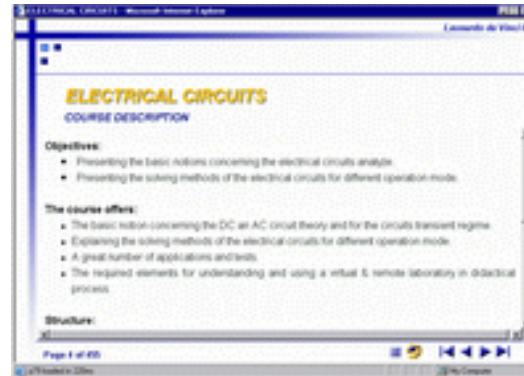 ELECTRICAL CIRCUITS - Microsoft Internet Explorer
Leonardo da Vinci
ELECTRICAL CIRCUITS
COURSE DESCRIPTION
Objectives:
Presenting the basic notions concerning the electrical circuits analyze.
Presenting the solving methods of the electrical circuits for different operation mode.
The course offers:
The basic notion concerning the DC an AC circuit theory and for the circuits transient regime.
Explaining the solving methods of the electrical circuits for different operation mode.
A great number of applications and tests.
The required elements for understanding and using a virtual & remote laboratory in didactical
process
Structure:
Page of 455
loaded in 220ms
My Computer